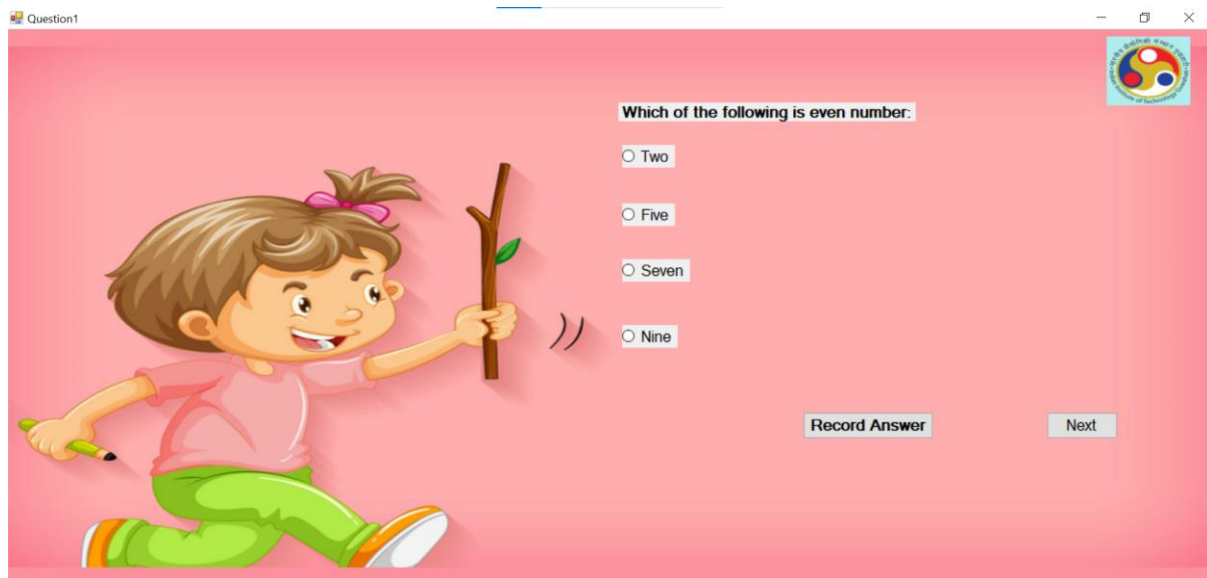 Question1
Which of the following is even number:
Two
Five
Seven
Nine
Record Answer
Next